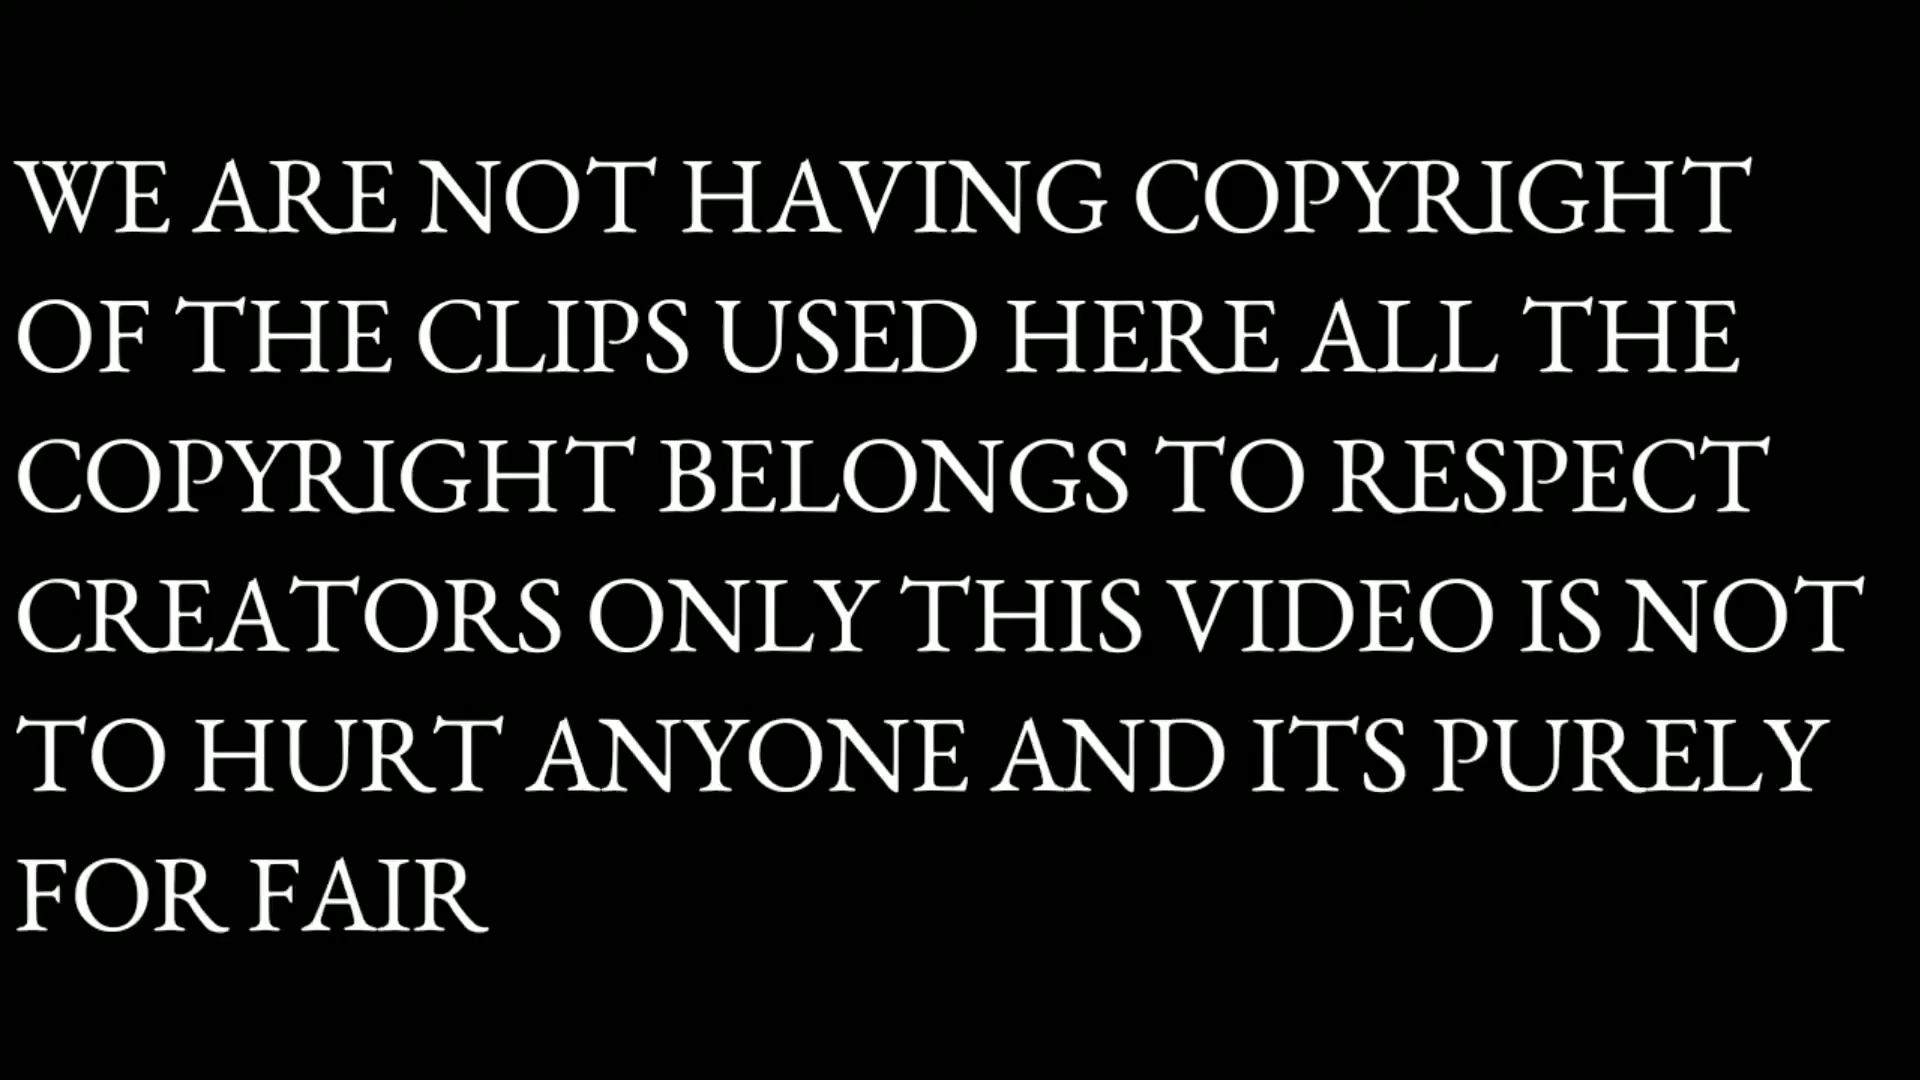 WE ARE NOT HAVING COPYRIGHT
OF THE CLIPS USED HERE ALL THE
COPYRIGHT BELONGS TO RESPECT
CREATORS ONLY THIS VIDEO IS NOT
TO HURT ANYONE AND ITS PURELY
FOR FAIR